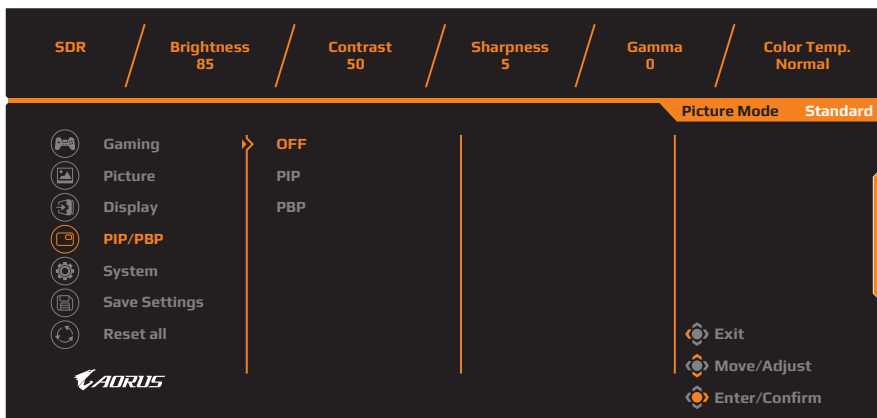 SDR
Brightness
85
Contrast
50
Sharpness
5
Gamma
0
Color Temp.
Normal
Picture Mode Standard
Gaming
Picture
Display
PIP/PBP
System
Save Settings
Reset all
OFF
PIP
PBP
Exit
Move/Adjust
Enter/Confirm
AORUS